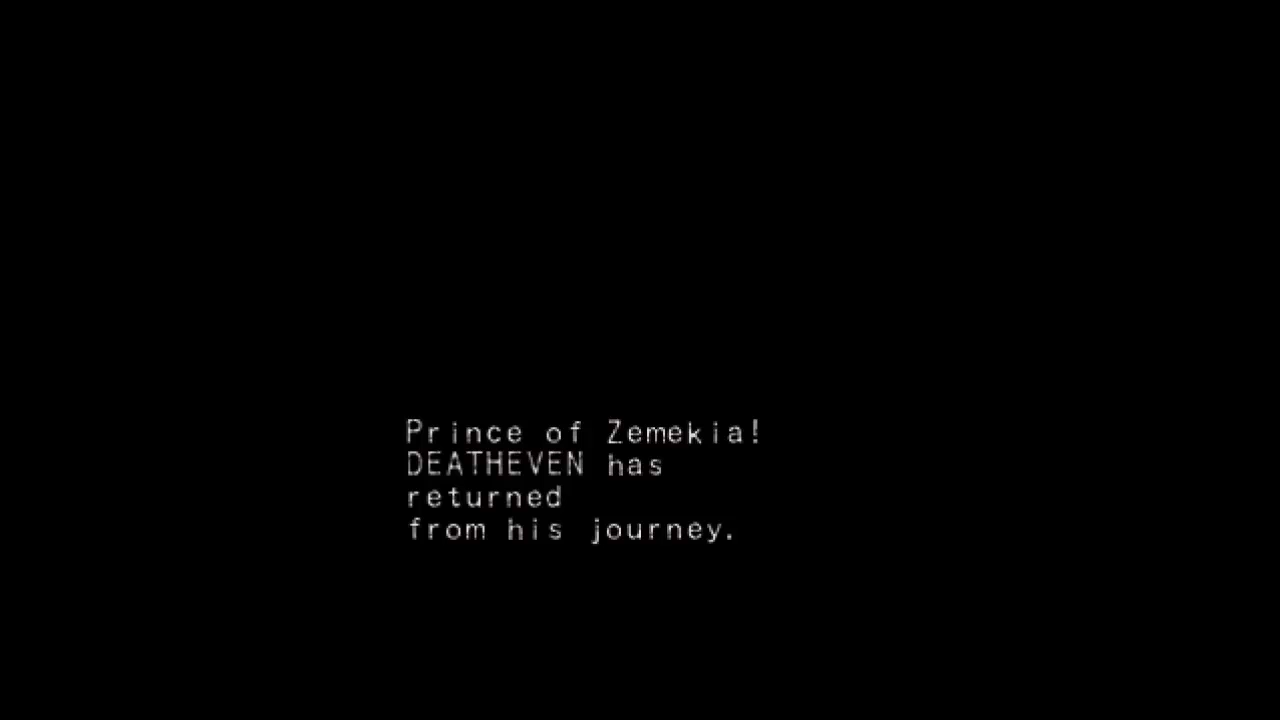 Prince of Zemekia!
DEATHEVEN has
returned
from his journey.